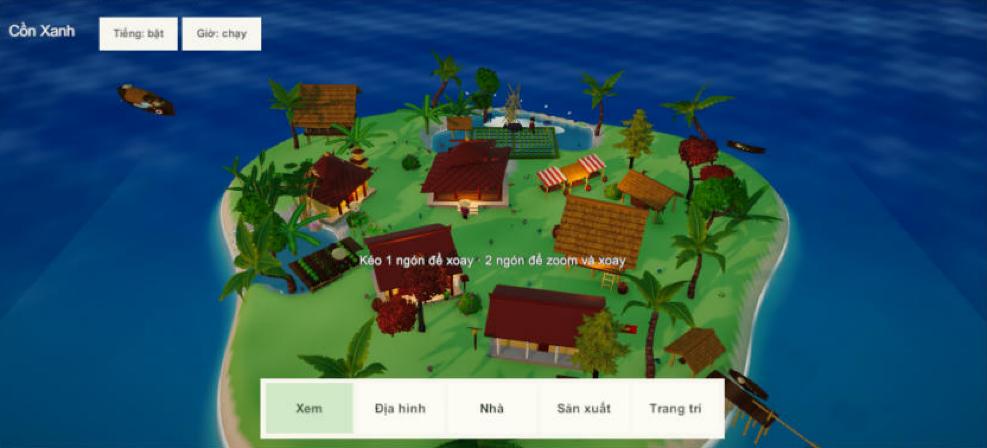 Cồn Xanh
Tiếng: bật
Giờ: chạy
Kéo 1 ngón để xoay · 2 ngón để zoom và xoay
Xem
Địa hình
Nhà
Sản xuất
Trang trí